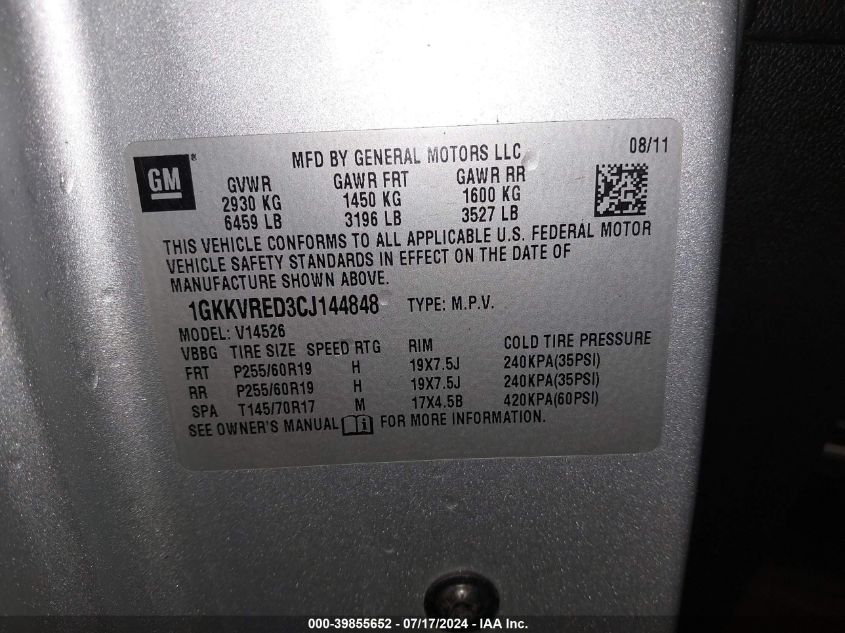 GM ®
MFD BY GENERAL MOTORS LLC 08/11
GVWR GAWR FRT GAWR RR
2930 KG 1450 KG 1600 KG
6459 LB 3196 LB 3527 LB
THIS VEHICLE CONFORMS TO ALL APPLICABLE U.S. FEDERAL MOTOR
VEHICLE SAFETY STANDARDS IN EFFECT ON THE DATE OF
MANUFACTURE SHOWN ABOVE.
1GKKVRED3CJ144848 TYPE: M.P.V.
MODEL: V14526
VBBG TIRE SIZE SPEED RTG RIM COLD TIRE PRESSURE
FRT P255/60R19 H 19X7.5J 240KPA(35PSI)
RR P255/60R19 H 19X7.5J 240KPA(35PSI)
SPA T145/70R17 M 17X4.5B 420KPA(60PSI)
SEE OWNER'S MANUAL FOR MORE INFORMATION.
000-39855652 - 07/17/2024 - IAA Inc.